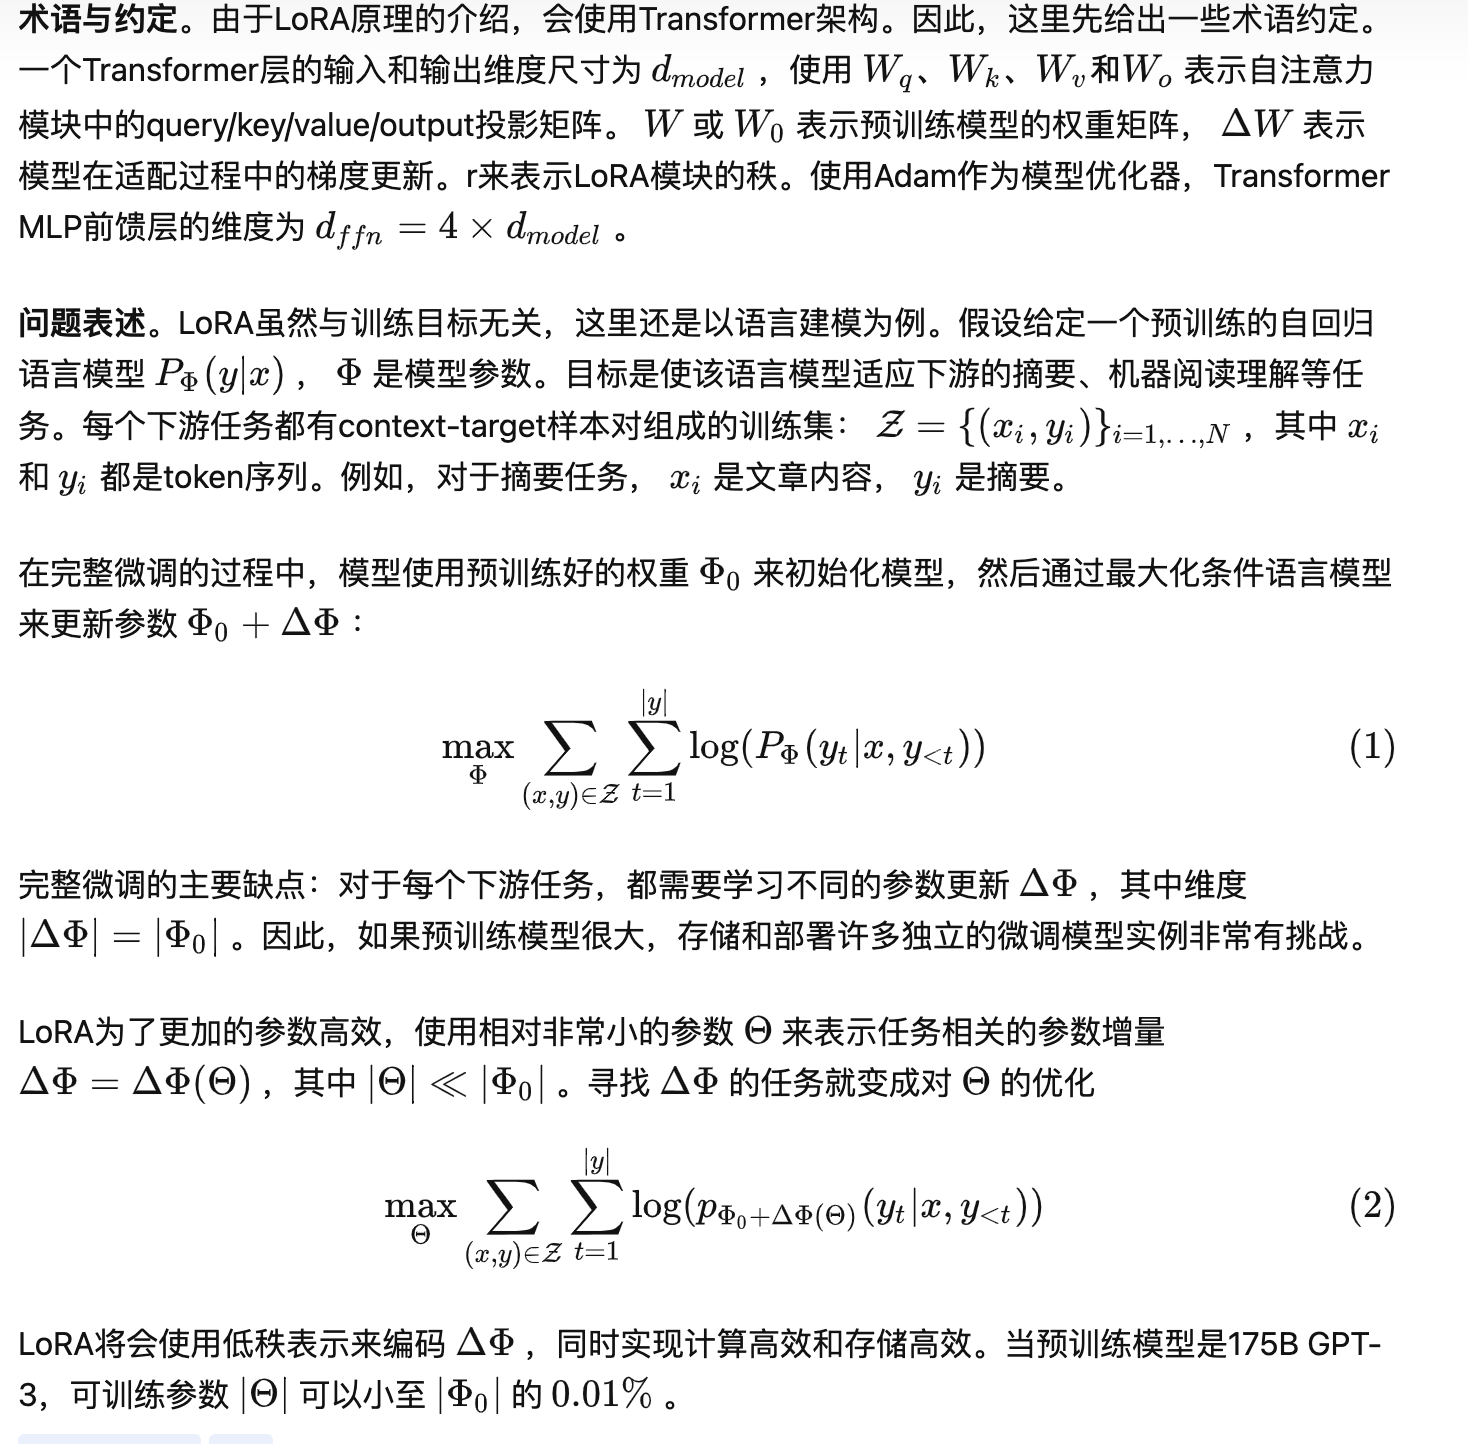 术语与约定。由于LoRA原理的介绍，会使用Transformer架构。因此，这里先给出一些术语约定。
一个Transformer层的输入和输出维度尺寸为 $d_{model}$ ，使用 $W_q$、$W_k$、$W_v$和$W_o$ 表示自注意力
模块中的query/key/value/output投影矩阵。 $W$ 或 $W_0$ 表示预训练模型的权重矩阵， $\Delta W$ 表示
模型在适配过程中的梯度更新。r来表示LoRA模块的秩。使用Adam作为模型优化器，Transformer
MLP前馈层的维度为 $d_{ffn} = 4 \times d_{model}$ 。
问题表述。LoRA虽然与训练目标无关，这里还是以语言建模为例。假设给定一个预训练的自回归
语言模型 $P_\Phi(y|x)$ ， $\Phi$ 是模型参数。目标是使该语言模型适应下游的摘要、机器阅读理解等任
务。每个下游任务都有context-target样本对组成的训练集： $\mathcal{Z} = \{(x_i, y_i)\}_{i=1,\ldots,N}$ ，其中 $x_i$
和 $y_i$ 都是token序列。例如，对于摘要任务， $x_i$ 是文章内容， $y_i$ 是摘要。
在完整微调的过程中，模型使用预训练好的权重 $\Phi_0$ 来初始化模型，然后通过最大化条件语言模型
来更新参数 $\Phi_0 + \Delta\Phi$ ：
$\max_{\Phi} \sum_{(x,y)\in\mathcal{Z}} \sum_{t=1}^{|y|} \log(P_\Phi(y_t|x, y_{<t}))$ (1)
完整微调的主要缺点：对于每个下游任务，都需要学习不同的参数更新 $\Delta\Phi$ ，其中维度
$|\Delta\Phi| = |\Phi_0|$ 。因此，如果预训练模型很大，存储和部署许多独立的微调模型实例非常有挑战。
LoRA为了更加的参数高效，使用相对非常小的参数 $\Theta$ 来表示任务相关的参数增量
$\Delta\Phi = \Delta\Phi(\Theta)$ ，其中 $|\Theta| \ll |\Phi_0|$ 。寻找 $\Delta\Phi$ 的任务就变成对 $\Theta$ 的优化
$\max_{\Theta} \sum_{(x,y)\in\mathcal{Z}} \sum_{t=1}^{|y|} \log(p_{\Phi_0+\Delta\Phi(\Theta)}(y_t|x, y_{<t}))$ (2)
LoRA将会使用低秩表示来编码 $\Delta\Phi$ ，同时实现计算高效和存储高效。当预训练模型是175B GPT-
3，可训练参数 $|\Theta|$ 可以小至 $|\Phi_0|$ 的 $0.01\%$ 。